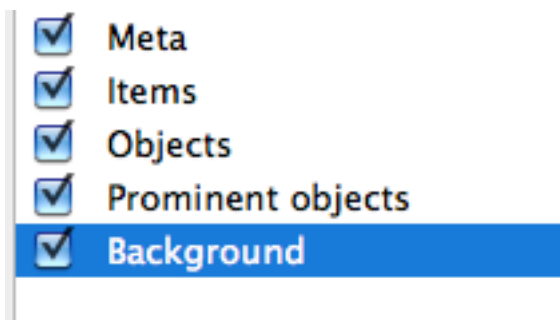 Meta
Items
Objects
Prominent objects
Background